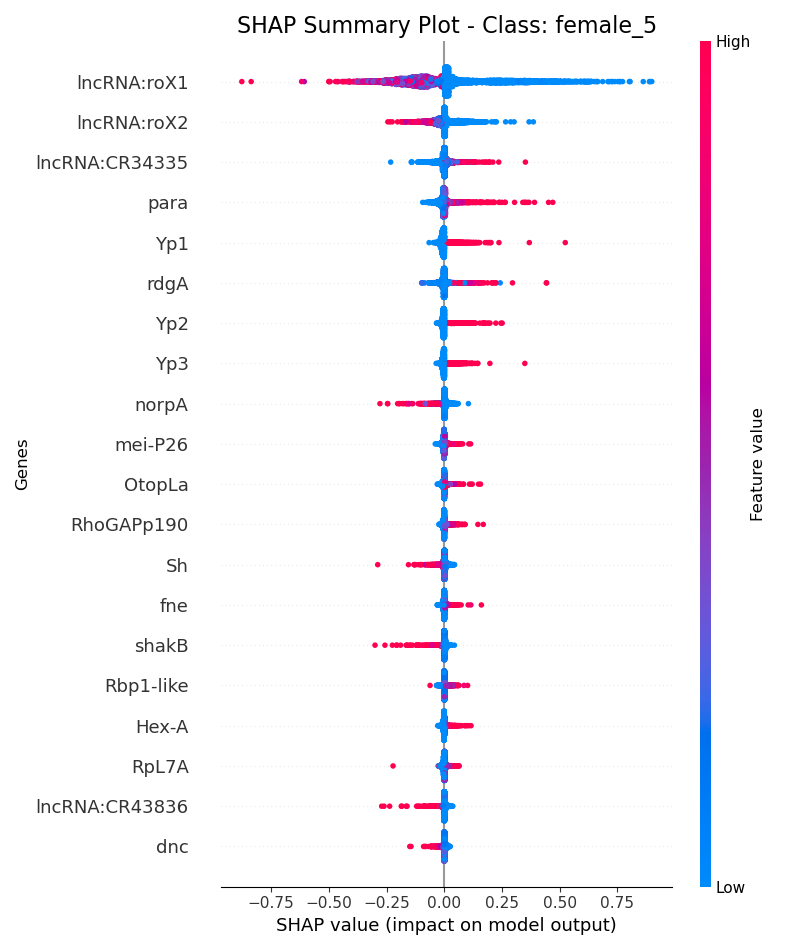 SHAP Summary Plot - Class: female_5
High
lncRNA:roX1
lncRNA:roX2
lncRNA:CR34335
para
Yp1
rdgA
Yp2
Yp3
norpA
mei-P26
OtopLa
RhoGAPp190
Sh
fne
shakB
Rbp1-like
Hex-A
RpL7A
lncRNA:CR43836
dnc
Genes
Feature value
Low
−0.75 −0.50 −0.25 0.00 0.25 0.50 0.75
SHAP value (impact on model output)